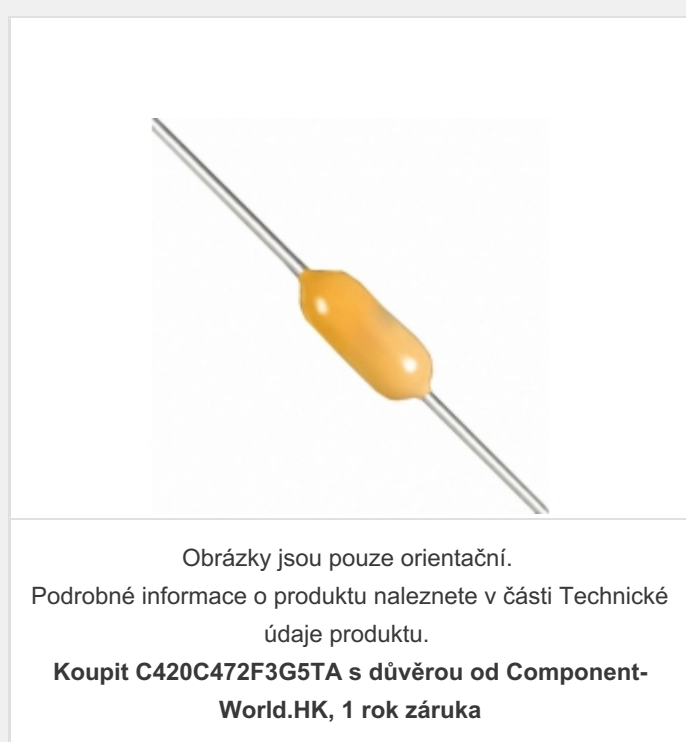 Obrázky jsou pouze orientační.
Podrobné informace o produktu naleznete v části Technické
údaje produktu.
Koupit C420C472F3G5TA s důvěrou od Component-
World.HK, 1 rok záruka